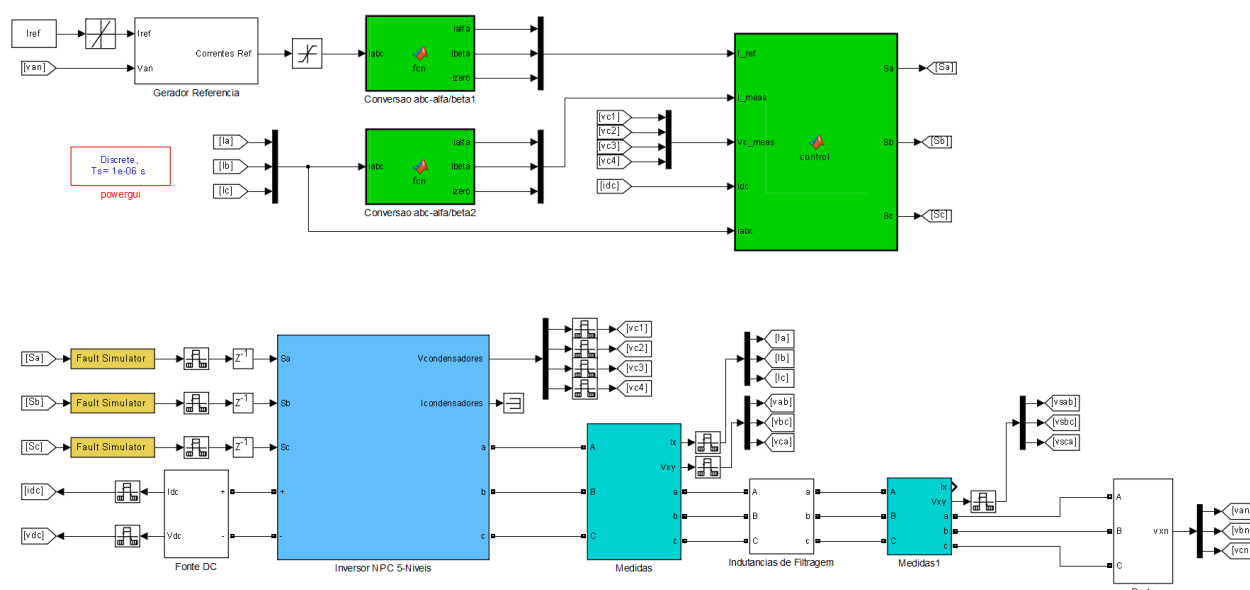 Iref
Iref
Correntes Ref
[van]
Van
Gerador Referencia
iabc
fcn
ialfa
ibeta
izero
Conversao abc-alfa/beta1
[Ia]
[Ib]
[Ic]
iabc
fcn
ialfa
ibeta
izero
Conversao abc-alfa/beta2
Discrete,
Ts = 1e-06 s.
powergui
[vc1]
[vc2]
[vc3]
[vc4]
[idc]
i_ref
i_meas
Vc_meas
idc
iabc
control
Sa
Sb
Sc
[Sa]
[Sb]
[Sc]
[Sa]
Fault Simulator
Z-1
[Sb]
Fault Simulator
Z-1
[Sc]
Fault Simulator
Z-1
[idc]
[vdc]
Idc
+
Vdc
-
Fonte DC
Sa
Sb
Sc
+
-
Vcondensadores
Icondensadores
a
b
c
Inversor NPC 5-Niveis
[vc1]
[vc2]
[vc3]
[vc4]
A
B
C
Ix
Vxy
a
b
c
Medidas
[Ia]
[Ib]
[Ic]
[vab]
[vbc]
[vca]
A
B
C
a
b
c
Indutancias de Filtragem
A
B
C
Ix
Vxy
a
b
c
Medidas1
[vsab]
[vsbc]
[vsca]
A
B
C
vxn
[van]
[vbn]
[vcn]